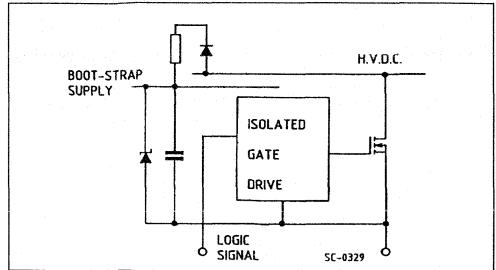 H.V.D.C.
BOOT-STRAP
SUPPLY
ISOLATED
GATE
DRIVE
LOGIC
SIGNAL
SC-0329